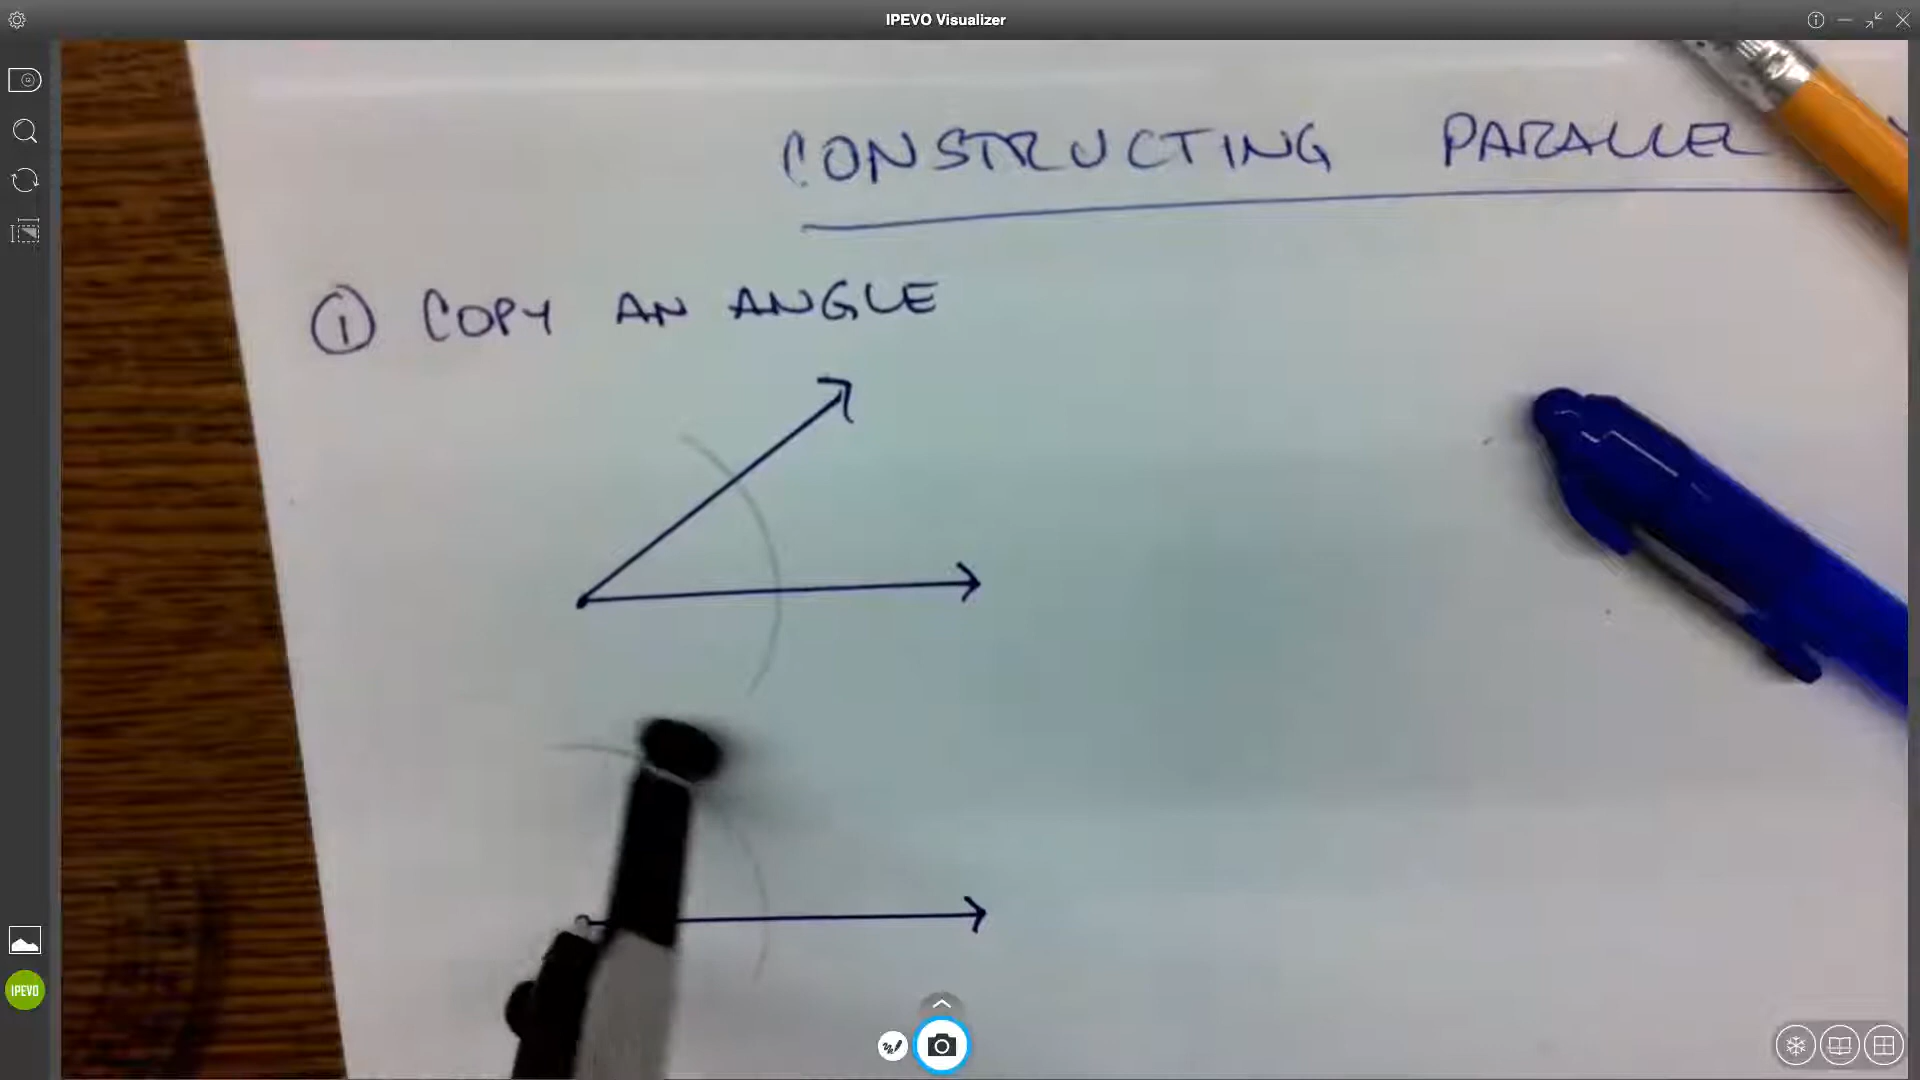 IPEVO Visualizer
CONSTRUCTING PARALLEL
① COPY AN ANGLE
IPEVO